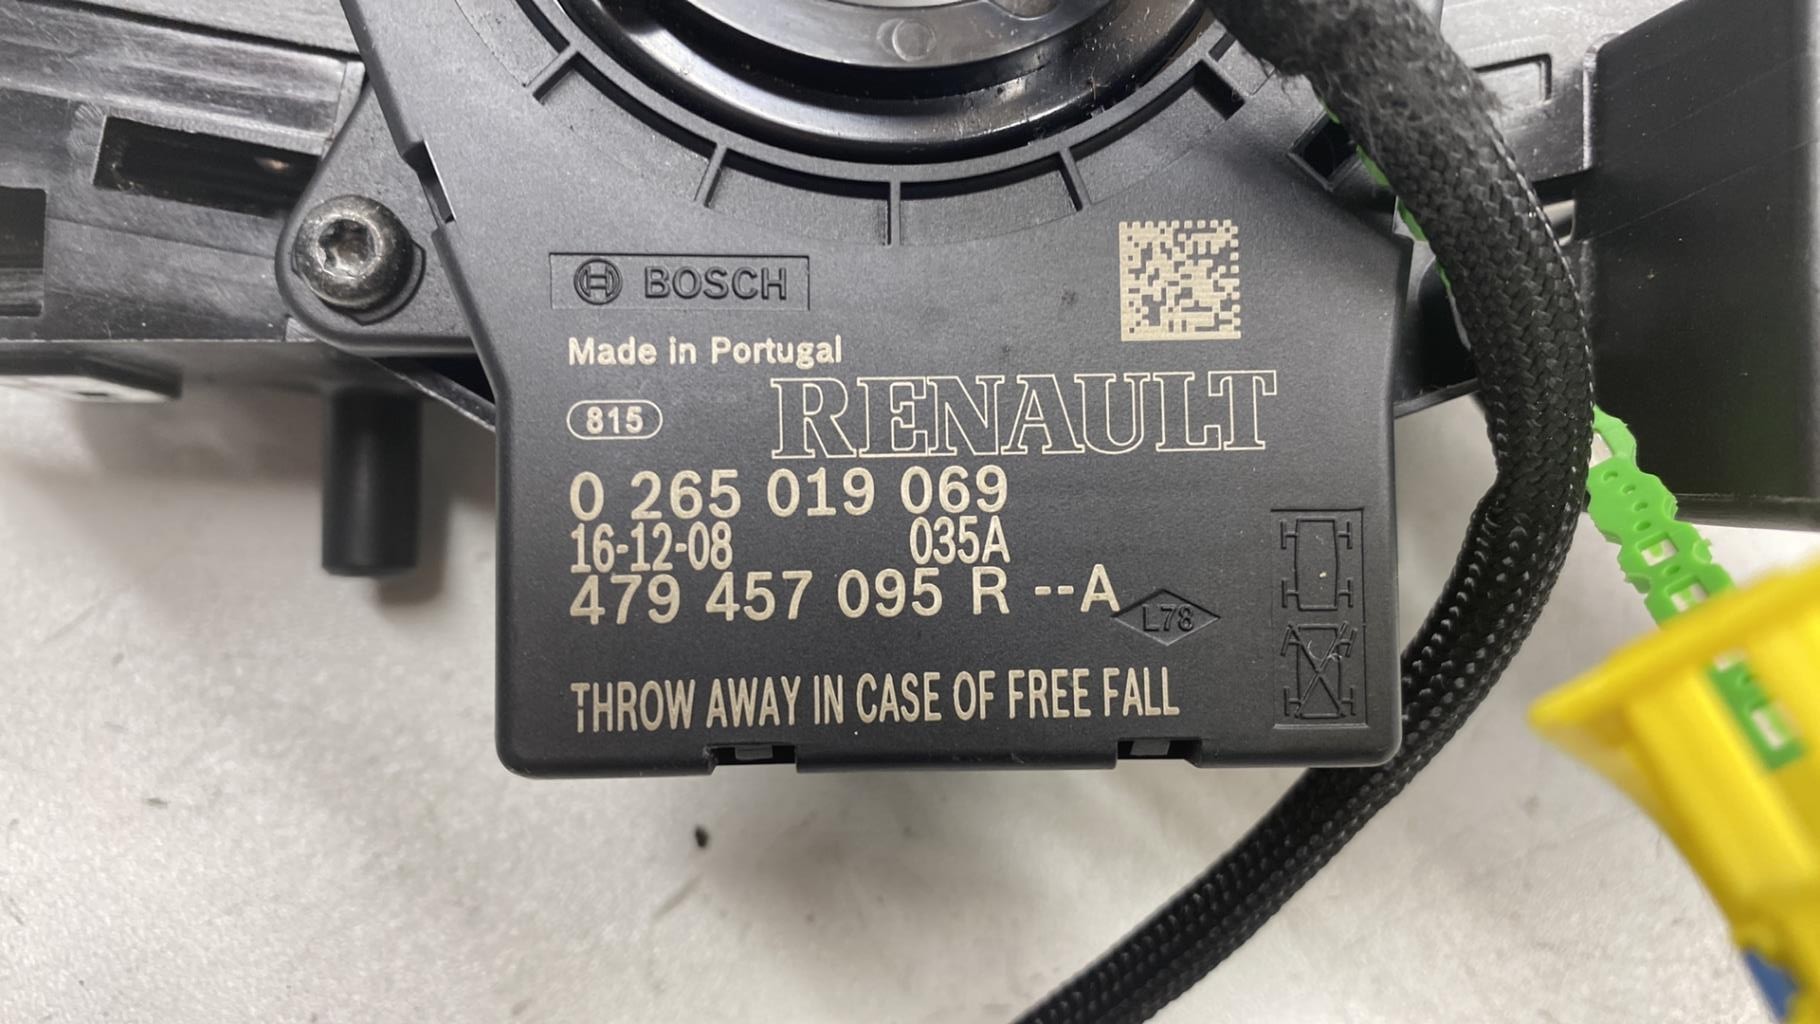 BOSCH
Made in Portugal
815 RENAULT
0 265 019 069
16-12-08 035A
479 457 095 R --A
L78
THROW AWAY IN CASE OF FREE FALL